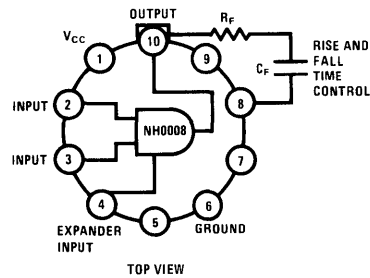 OUTPUT
RF
VCC
10
1
9
RISE AND
FALL
TIME
CONTROL
CF
INPUT
2
8
NH0008
INPUT
3
7
4
6
5
EXPANDER
INPUT
GROUND
TOP VIEW